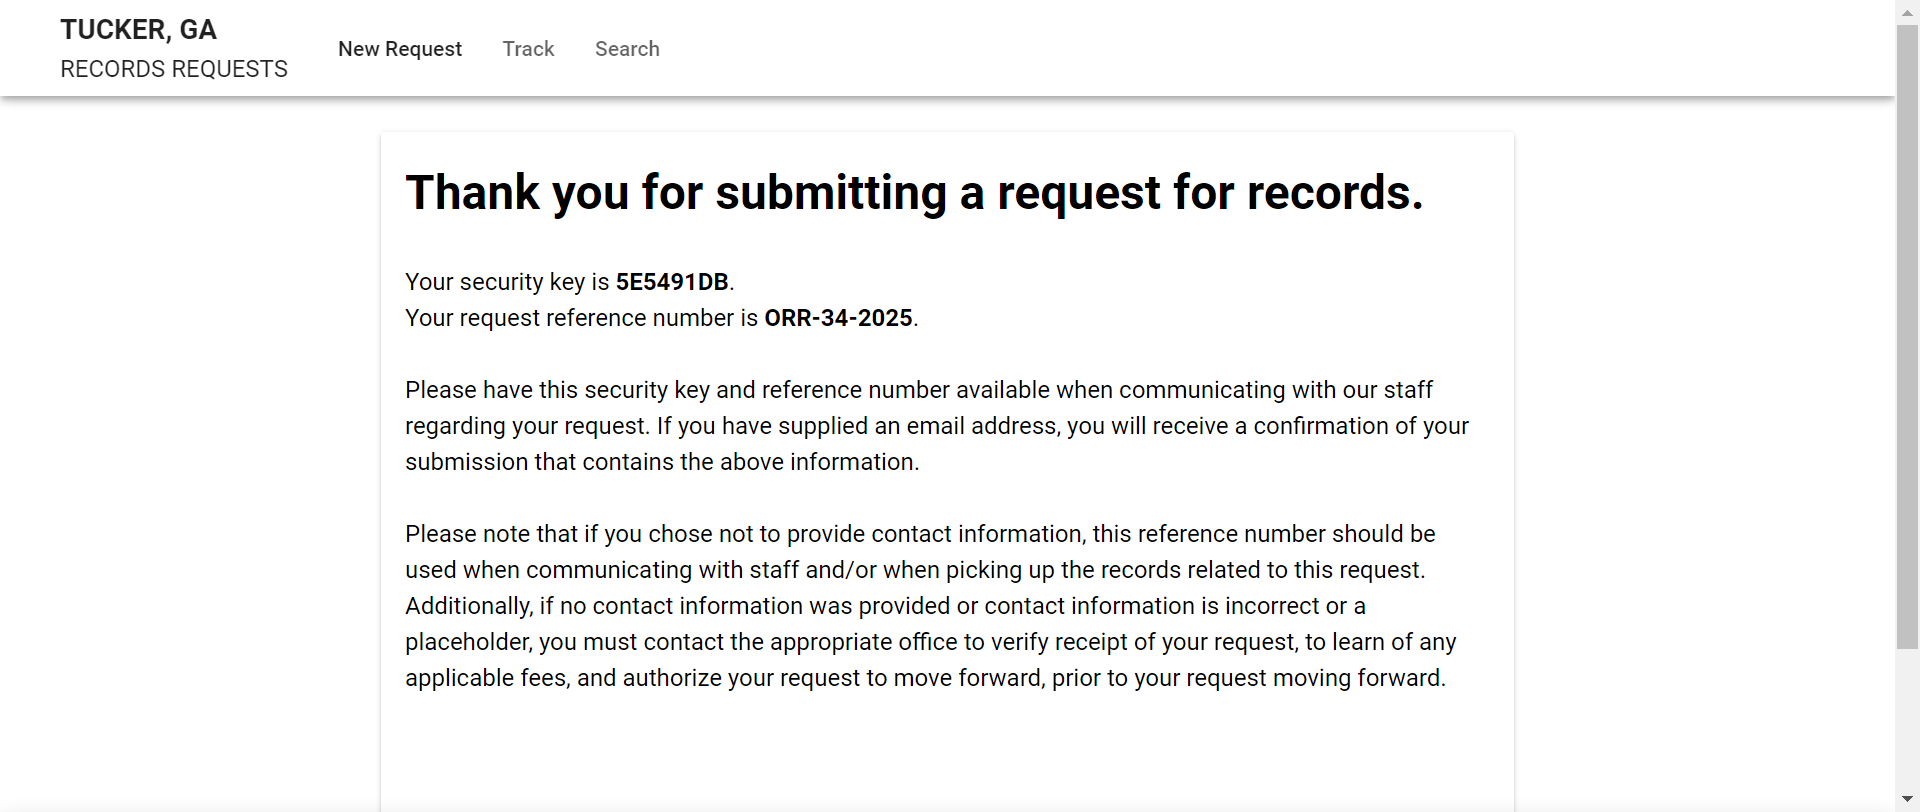 TUCKER, GA
RECORDS REQUESTS
New Request
Track
Search
Thank you for submitting a request for records.
Your security key is 5E5491DB.
Your request reference number is ORR-34-2025.
Please have this security key and reference number available when communicating with our staff
regarding your request. If you have supplied an email address, you will receive a confirmation of your
submission that contains the above information.
Please note that if you chose not to provide contact information, this reference number should be
used when communicating with staff and/or when picking up the records related to this request.
Additionally, if no contact information was provided or contact information is incorrect or a
placeholder, you must contact the appropriate office to verify receipt of your request, to learn of any
applicable fees, and authorize your request to move forward, prior to your request moving forward.